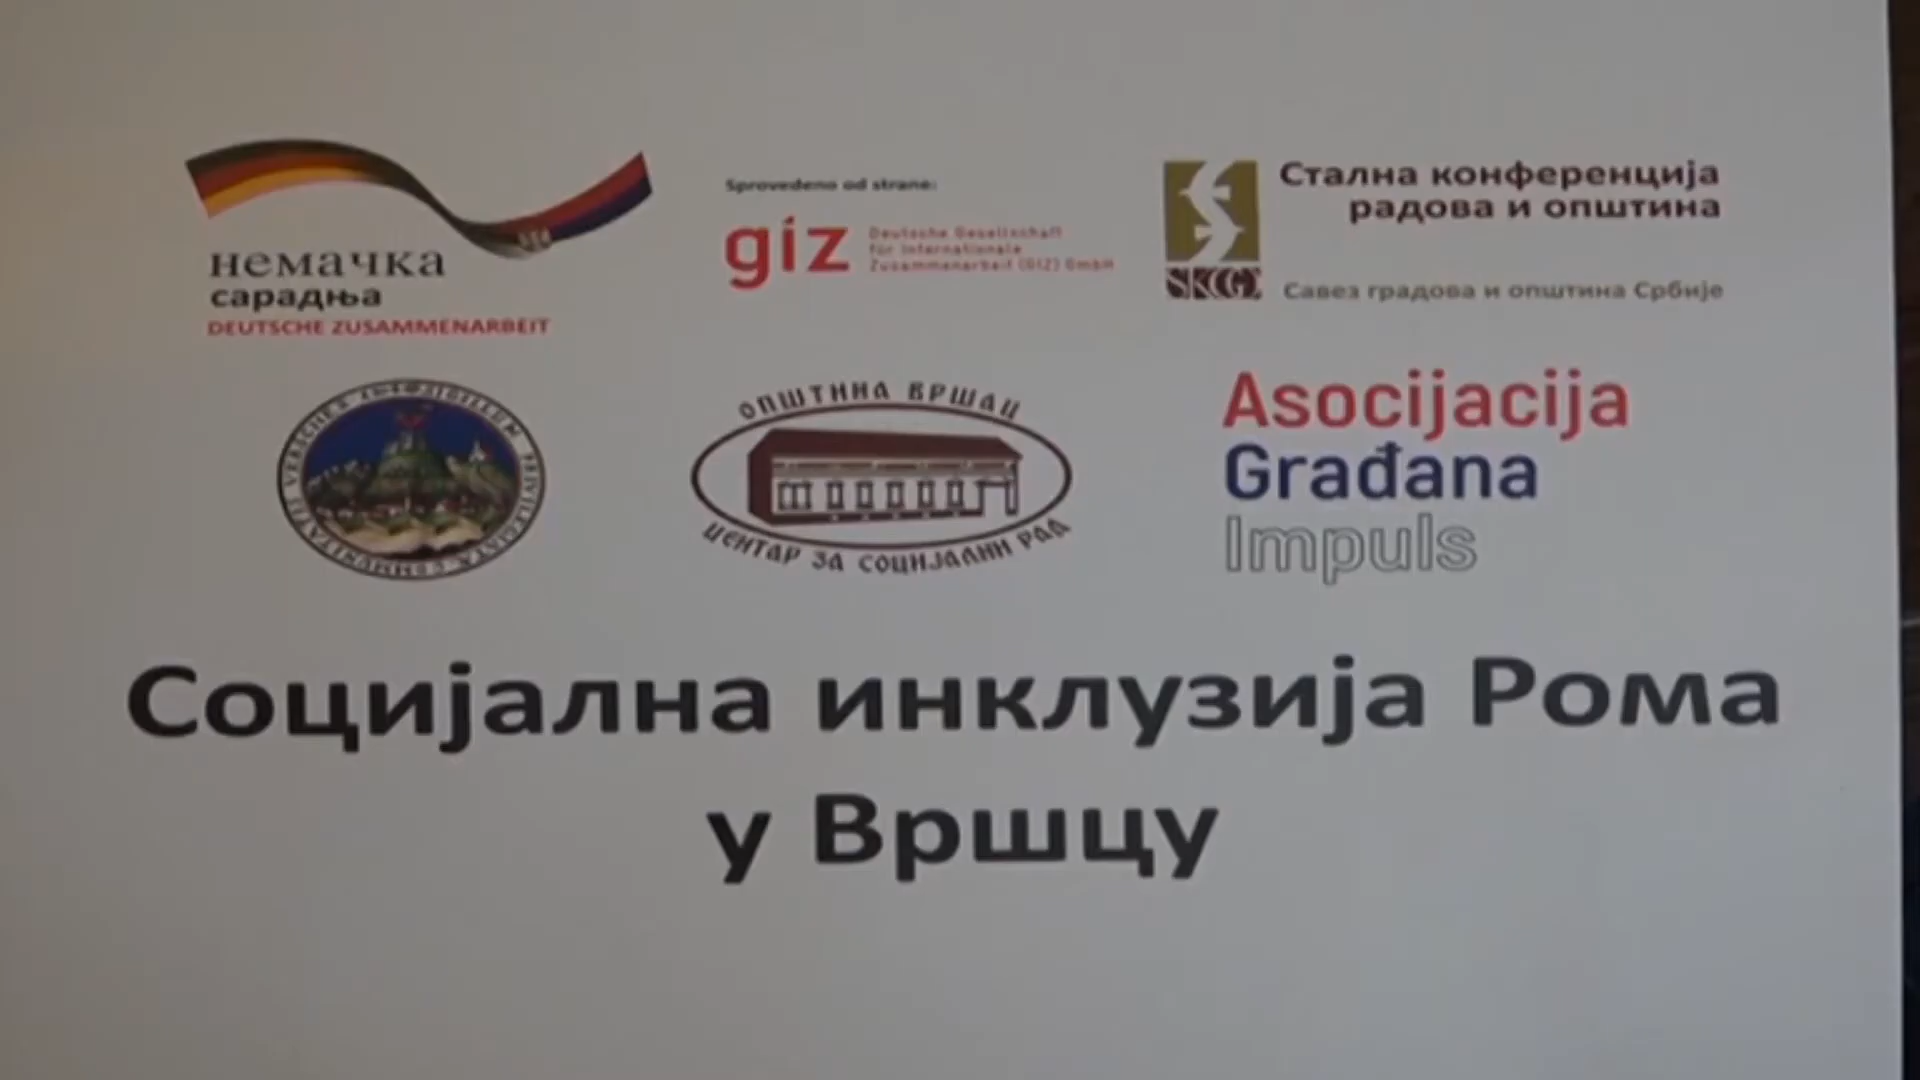 немачка
сарадња
DEUTSCHE ZUSAMMENARBEIT
Sprovedeno od strane:
giz Deutsche Gesellschaft
für Internationale
Zusammenarbeit (GIZ) GmbH
Стална конференција
радова и општина
SKGO
Савез градова и општина Србије
ОПШТИНА ВРШАЦ
ЦЕНТАР ЗА СОЦИЈАЛНИ РАД
Asocijacija
Građana
Impuls
Социјална инклузија Рома
у Вршцу